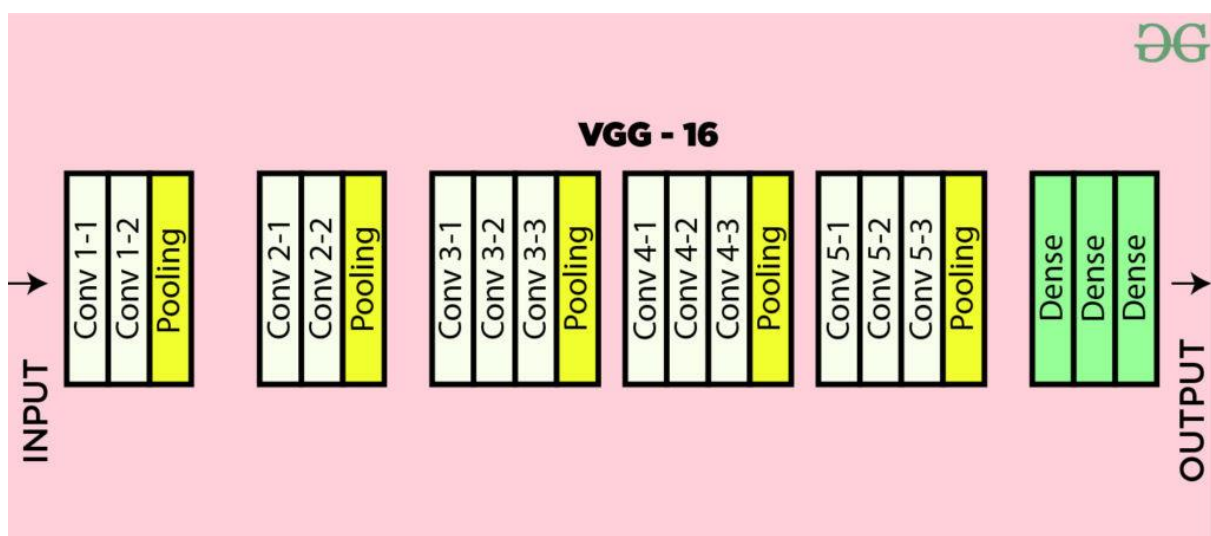 VGG - 16
INPUT
Conv 1-1
Conv 1-2
Pooling
Conv 2-1
Conv 2-2
Pooling
Conv 3-1
Conv 3-2
Conv 3-3
Pooling
Conv 4-1
Conv 4-2
Conv 4-3
Pooling
Conv 5-1
Conv 5-2
Conv 5-3
Pooling
Dense
Dense
Dense
OUTPUT